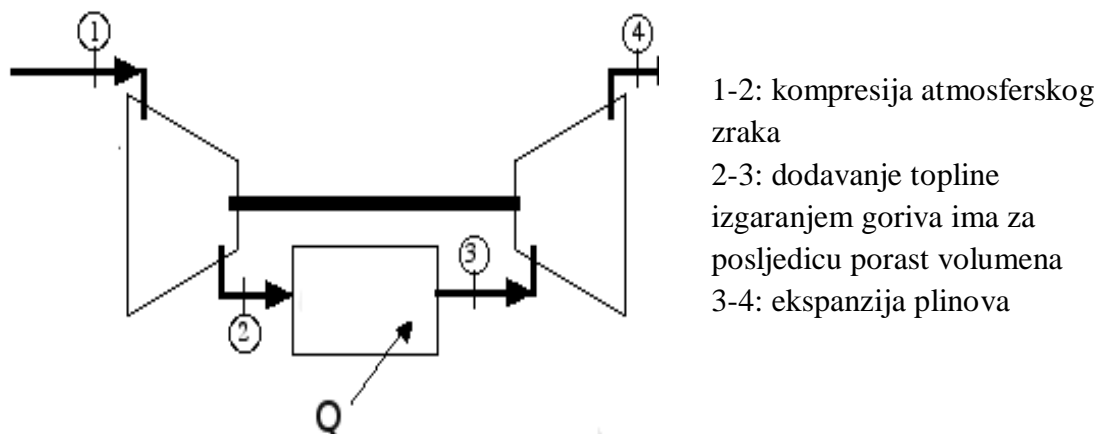 1
4
1-2: kompresija atmosferskog
zraka
2-3: dodavanje topline
izgaranjem goriva ima za
posljedicu porast volumena
3-4: ekspanzija plinova
3
2
Q